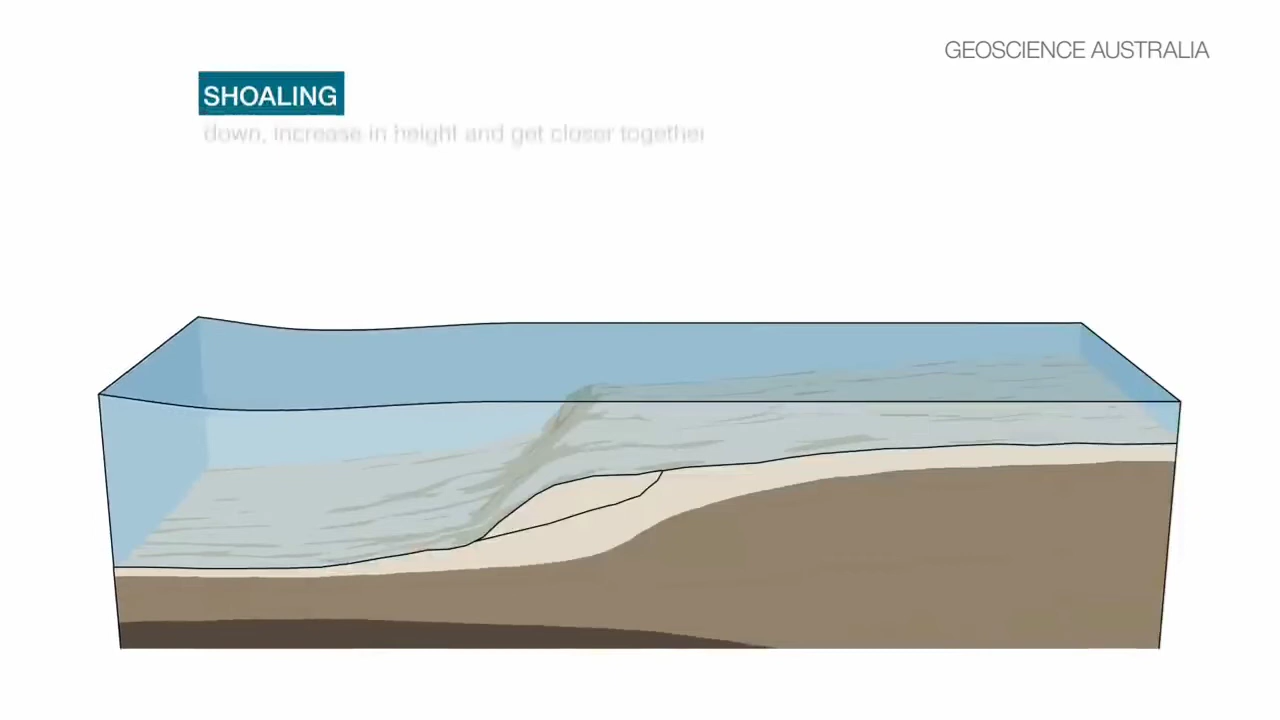 GEOSCIENCE AUSTRALIA
SHOALING
down, increase in height and get closer together